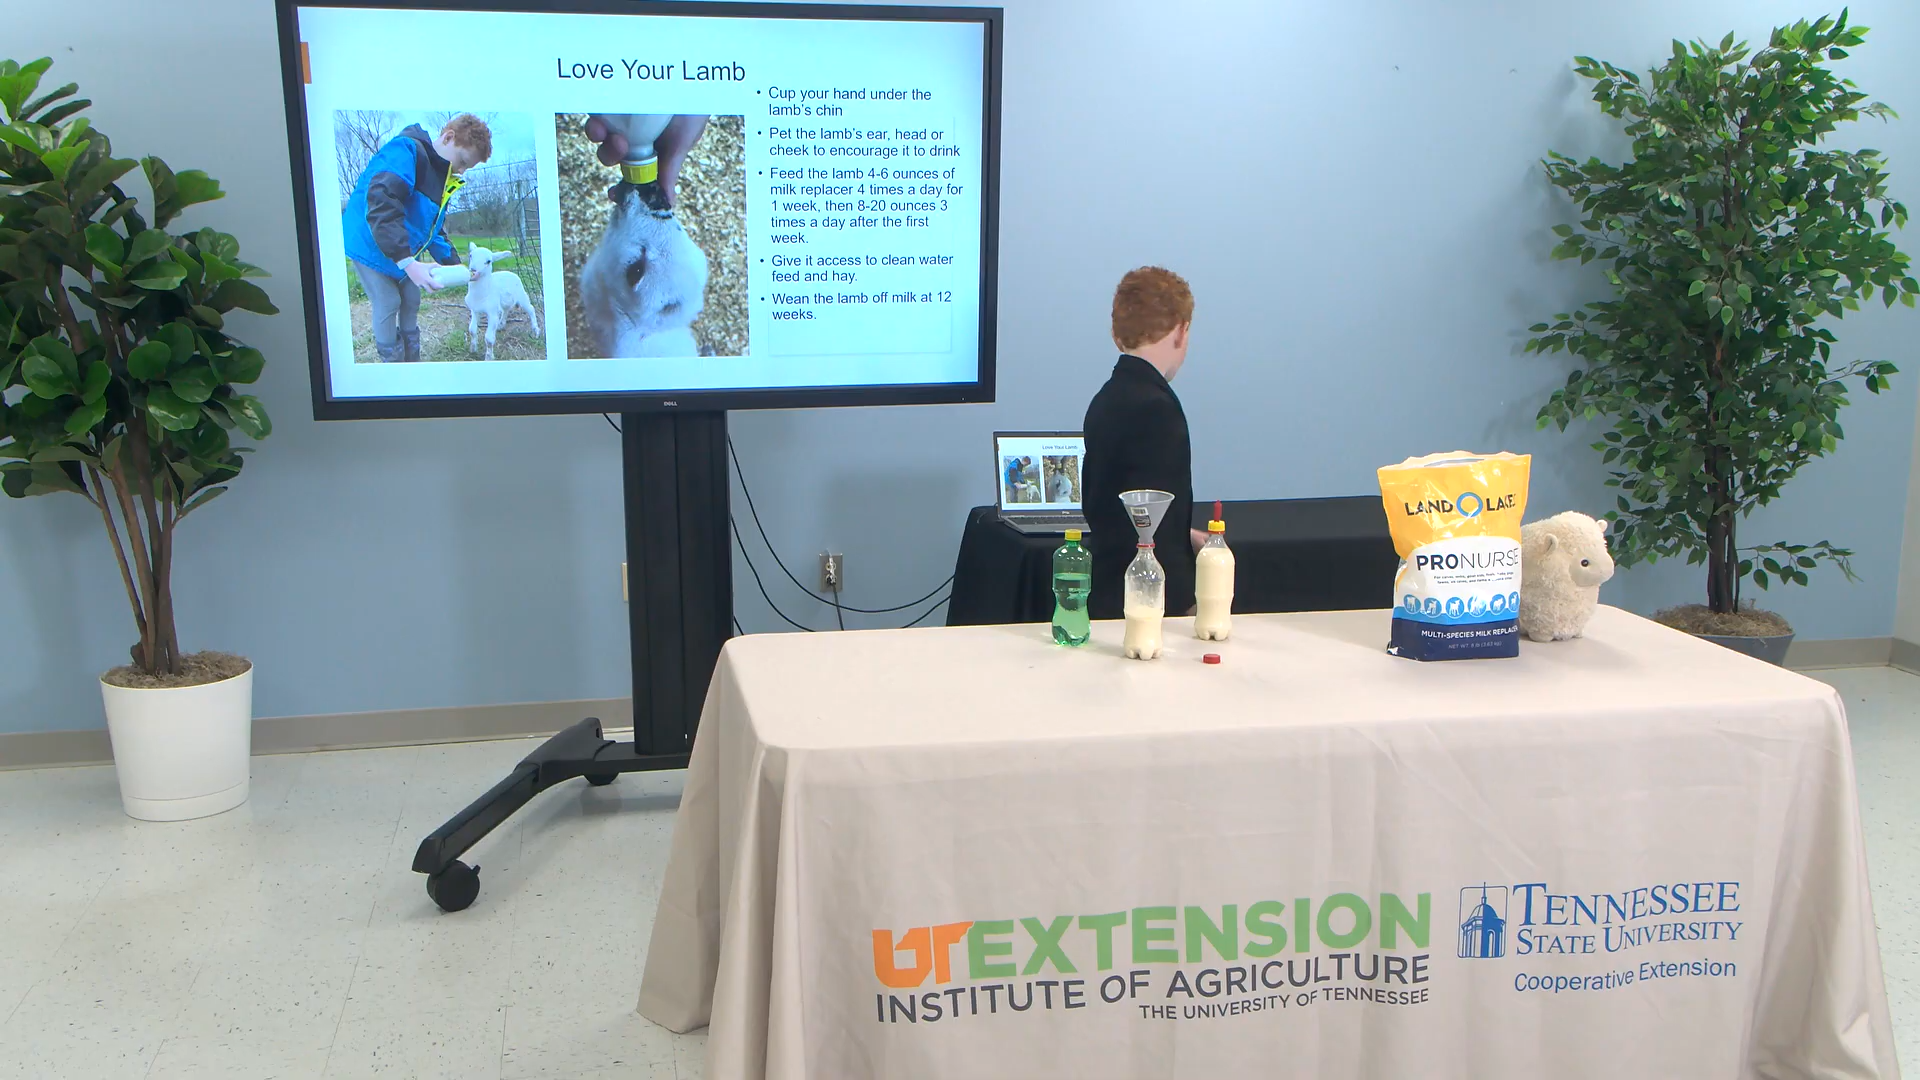 Love Your Lamb
• Cup your hand under the
lamb's chin
• Pet the lamb's ear, head or
cheek to encourage it to drink
• Feed the lamb 4-6 ounces of
milk replacer 4 times a day for
1 week, then 8-20 ounces 3
times a day after the first
week.
• Give it access to clean water
feed and hay.
• Wean the lamb off milk at 12
weeks.
DELL
Love Your Lamb
LAND O LAKES
PRONURSE
MULTI-SPECIES MILK REPLACER
UT EXTENSION
INSTITUTE OF AGRICULTURE
THE UNIVERSITY OF TENNESSEE
TENNESSEE
STATE UNIVERSITY
Cooperative Extension